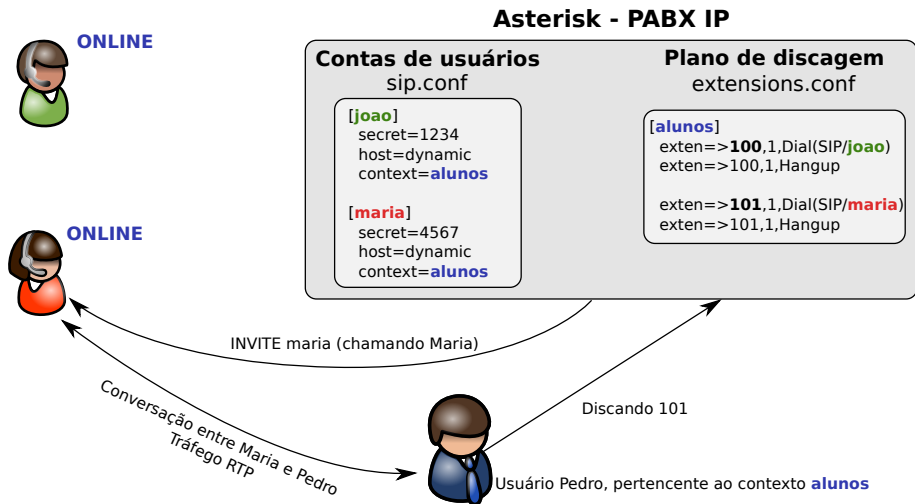 Asterisk - PABX IP
ONLINE
Contas de usuários
sip.conf
[joao]
secret=1234
host=dynamic
context=alunos
[maria]
secret=4567
host=dynamic
context=alunos
Plano de discagem
extensions.conf
[alunos]
exten=>100,1,Dial(SIP/joao)
exten=>100,1,Hangup
exten=>101,1,Dial(SIP/maria)
exten=>101,1,Hangup
ONLINE
INVITE maria (chamando Maria)
Conversação entre Maria e Pedro
Tráfego RTP
Discando 101
Usuário Pedro, pertencente ao contexto alunos